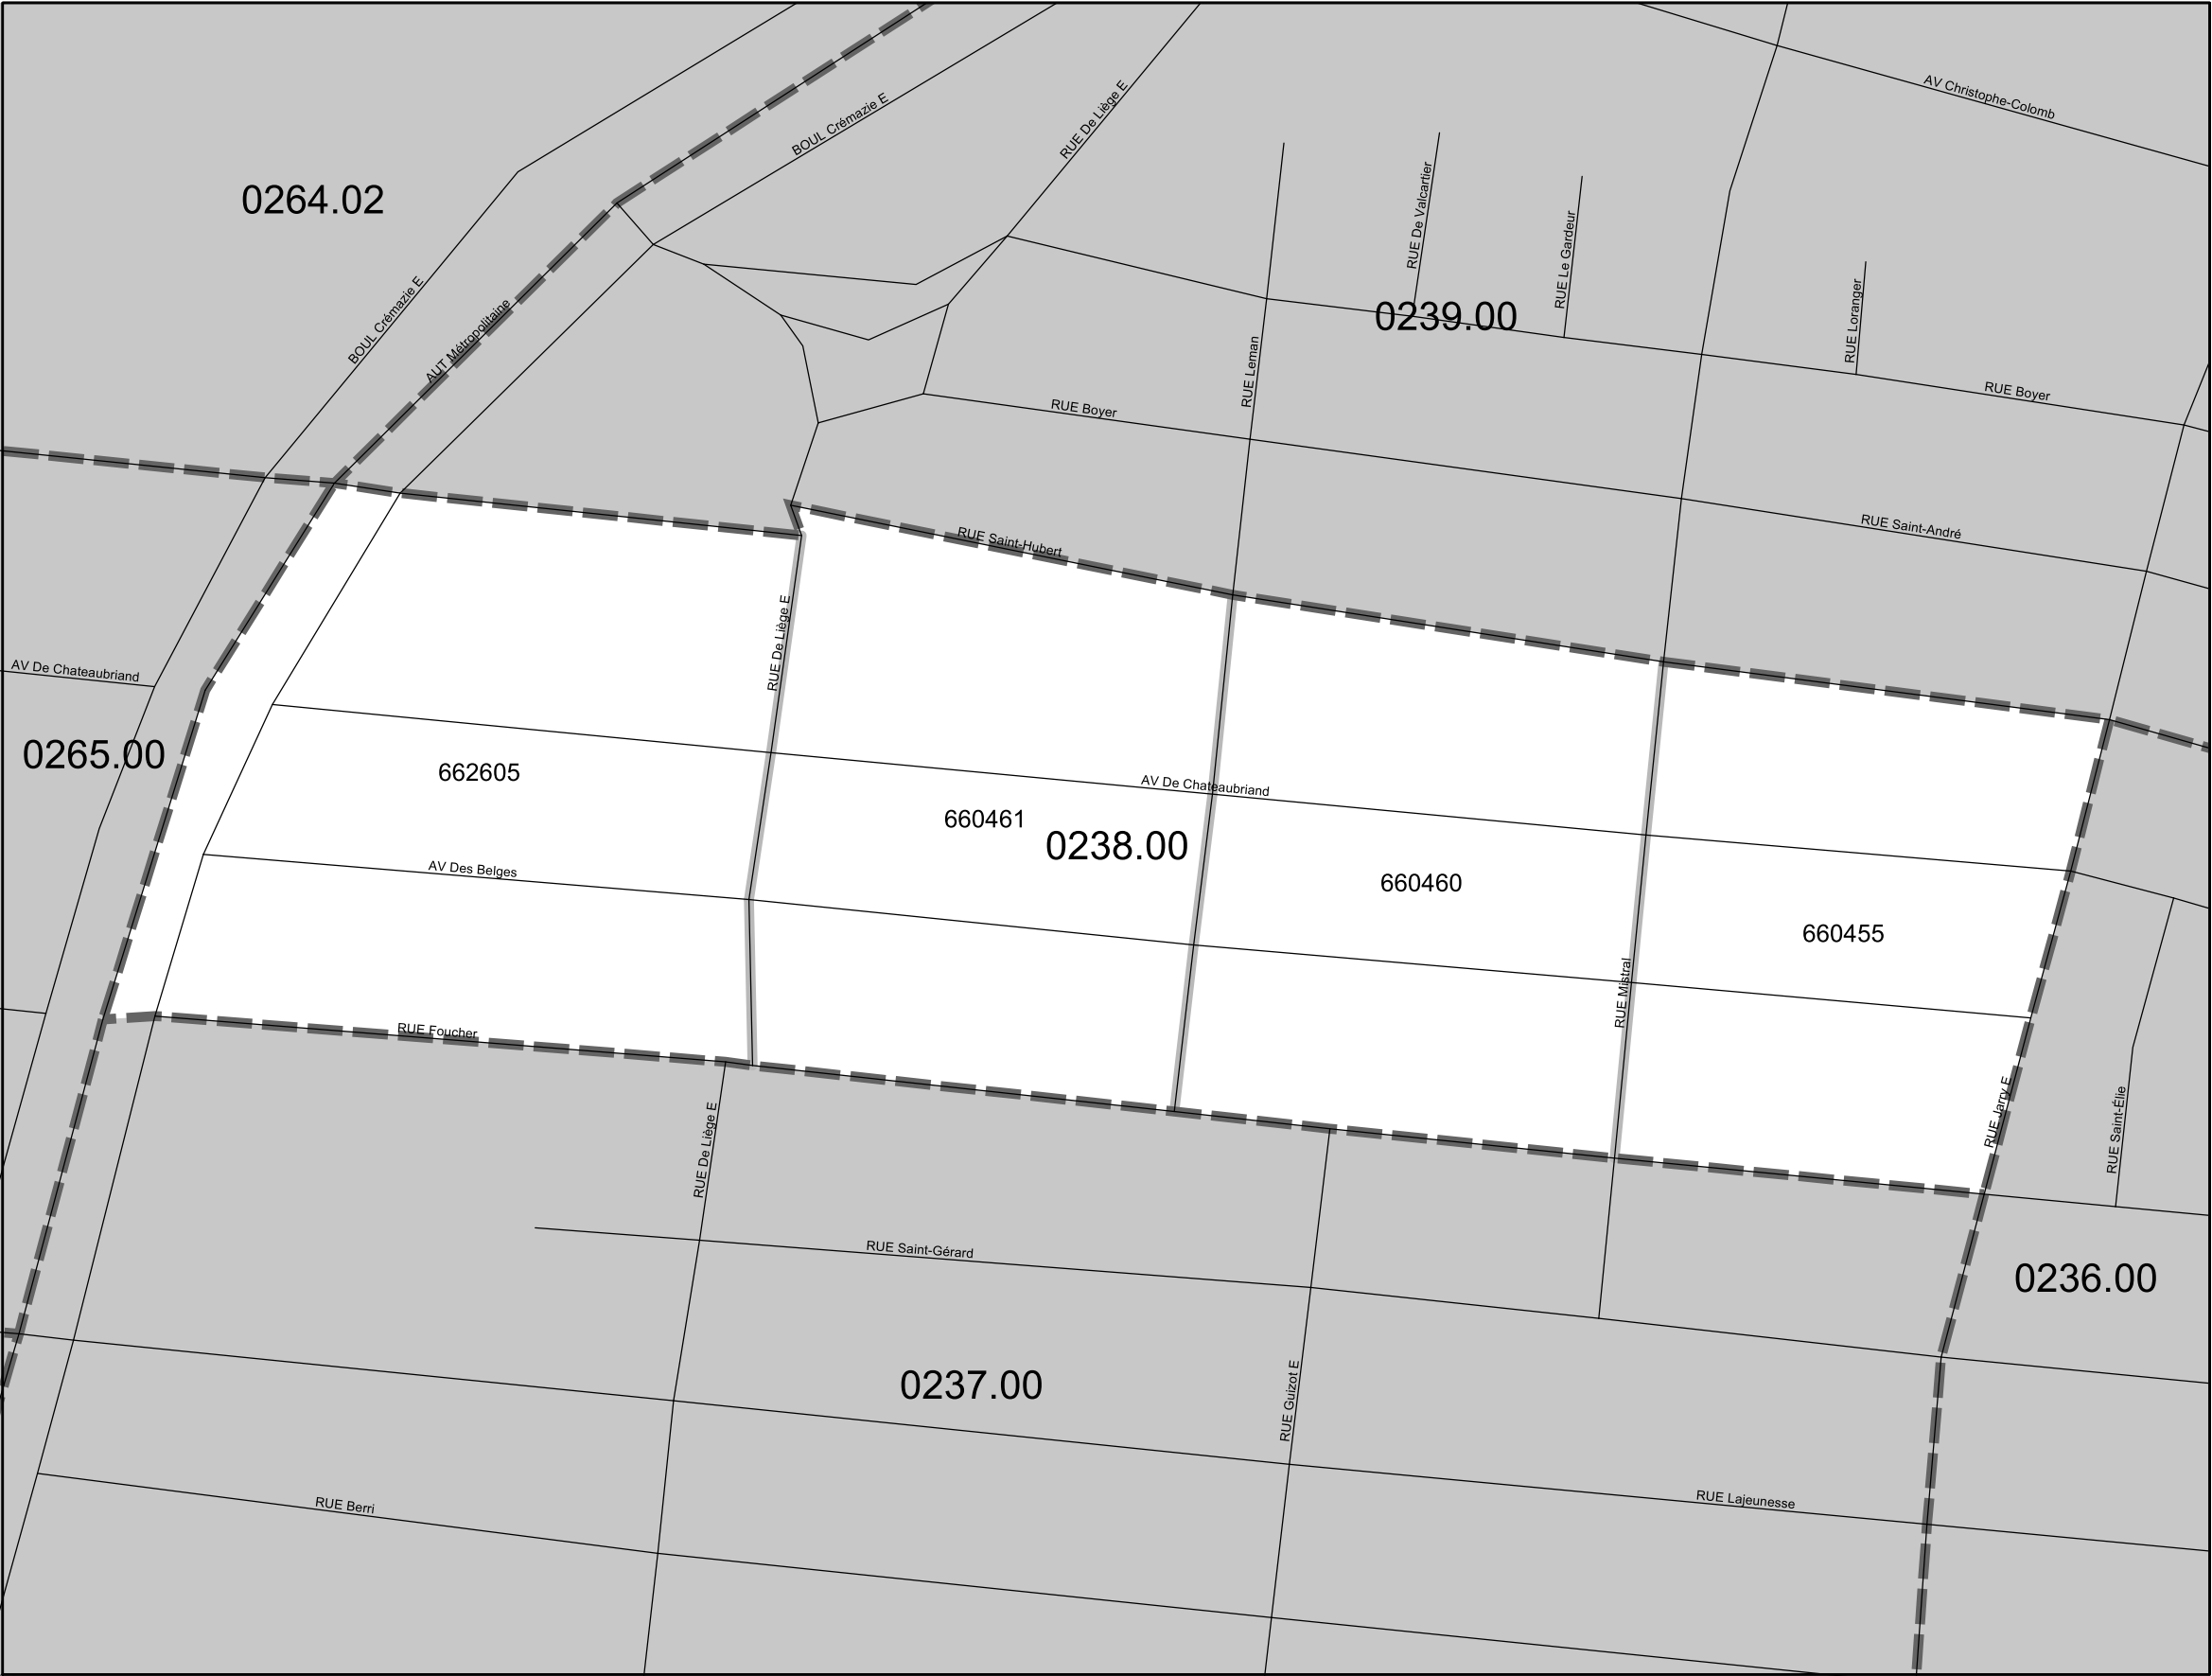 AV Christophe-Colomb
BOUL Crémazie E
RUE De Liège E
RUE De Valcartier
0264.02
RUE Le Gardeur
BOUL Crémazie E
AUT Métropolitaine
0239.00
RUE Loranger
RUE Leman
RUE Boyer
RUE Boyer
RUE Saint-Hubert
RUE Saint-André
RUE De Liège E
AV De Chateaubriand
0265.00
662605
AV De Chateaubriand
660461
0238.00
AV Des Belges
660460
660455
RUE Mistral
RUE Foucher
RUE Jarry E
RUE De Liège E
RUE Saint-Élie
RUE Saint-Gérard
0236.00
0237.00
RUE Guizot E
RUE Berri
RUE Lajeunesse